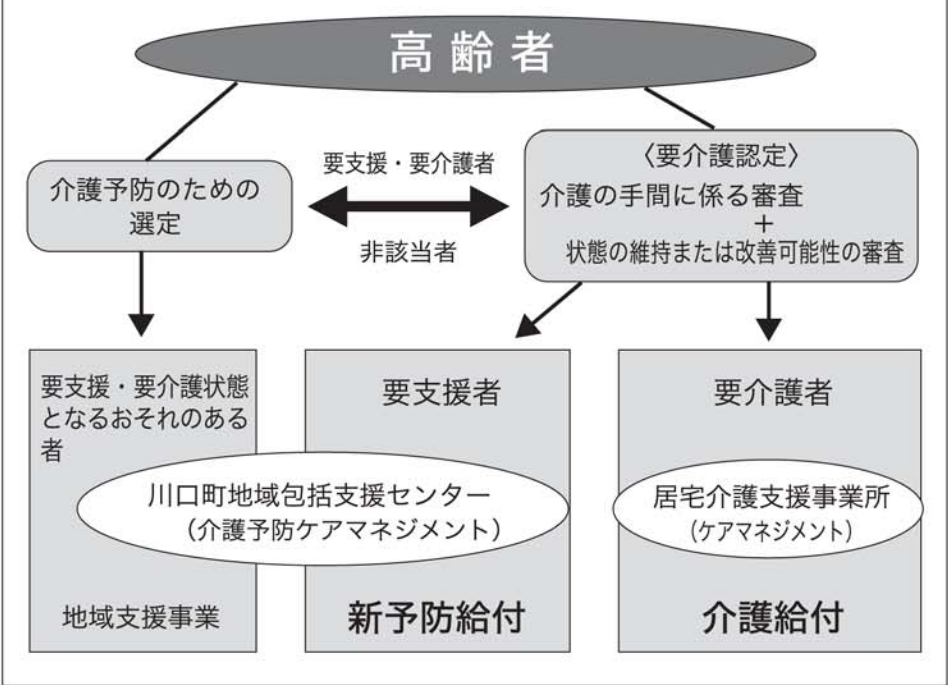 高齢者
介護予防のための
選定
要支援・要介護者
非該当者
〈要介護認定〉
介護の手間に係る審査
+
状態の維持または改善可能性の審査
要支援・要介護状態
となるおそれのある
者
要支援者
要介護者
川口町地域包括支援センター
（介護予防ケアマネジメント）
居宅介護支援事業所
(ケアマネジメント)
地域支援事業
新予防給付
介護給付